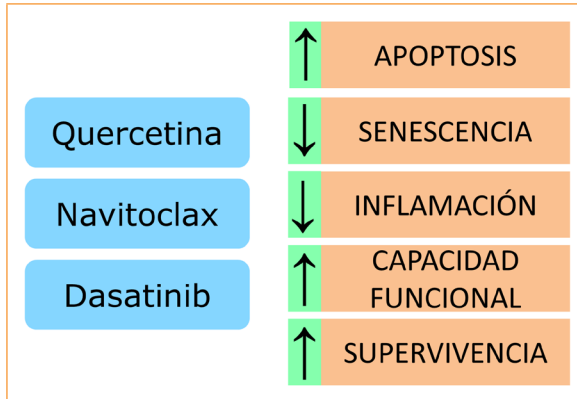 Quercetina
Navitoclax
Dasatinib
↑ APOPTOSIS
↓ SENESCENCIA
↓ INFLAMACIÓN
↑ CAPACIDAD
FUNCIONAL
↑ SUPERVIVENCIA